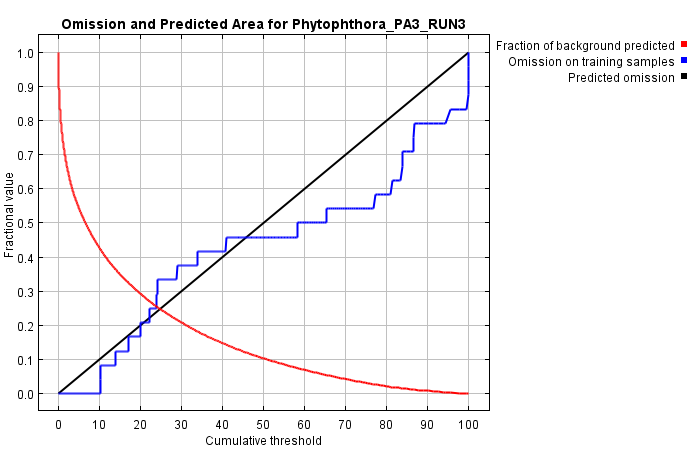 Omission and Predicted Area for Phytophthora_PA3_RUN3
Fraction of background predicted
Omission on training samples
Predicted omission
Fractional value
1.0
0.9
0.8
0.7
0.6
0.5
0.4
0.3
0.2
0.1
0.0
0 10 20 30 40 50 60 70 80 90 100
Cumulative threshold